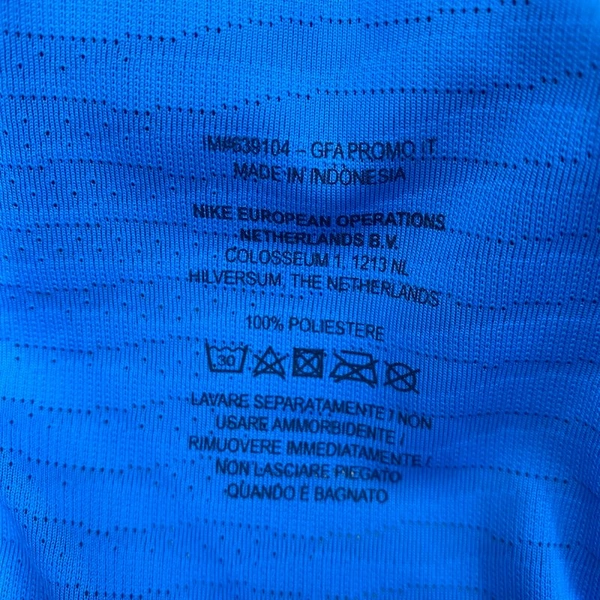 IM#639104 – GFA PROMO IT
MADE IN INDONESIA
NIKE EUROPEAN OPERATIONS
NETHERLANDS B.V.
COLOSSEUM 1, 1213 NL
HILVERSUM, THE NETHERLANDS
100% POLIESTERE
30
LAVARE SEPARATAMENTE / NON
USARE AMMORBIDENTE /
RIMUOVERE IMMEDIATAMENTE /
NON LASCIARE PIEGATO
QUANDO È BAGNATO